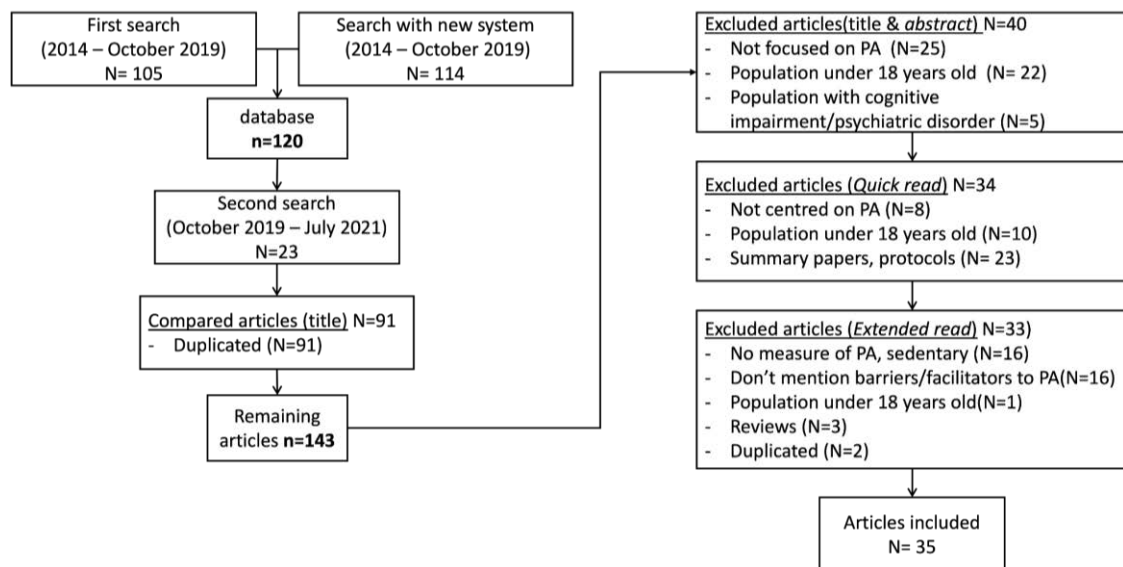 First search
(2014 – October 2019)
N= 105
Search with new system
(2014 – October 2019)
N= 114
database
n=120
Second search
(October 2019 – July 2021)
N=23
Compared articles (title) N=91
- Duplicated (N=91)
Remaining
articles n=143
Excluded articles(title & abstract) N=40
- Not focused on PA (N=25)
- Population under 18 years old (N= 22)
- Population with cognitive
impairment/psychiatric disorder (N=5)
Excluded articles (Quick read) N=34
- Not centred on PA (N=8)
- Population under 18 years old (N=10)
- Summary papers, protocols (N= 23)
Excluded articles (Extended read) N=33)
- No measure of PA, sedentary (N=16)
- Don't mention barriers/facilitators to PA(N=16)
- Population under 18 years old(N=1)
- Reviews (N=3)
- Duplicated (N=2)
Articles included
N= 35